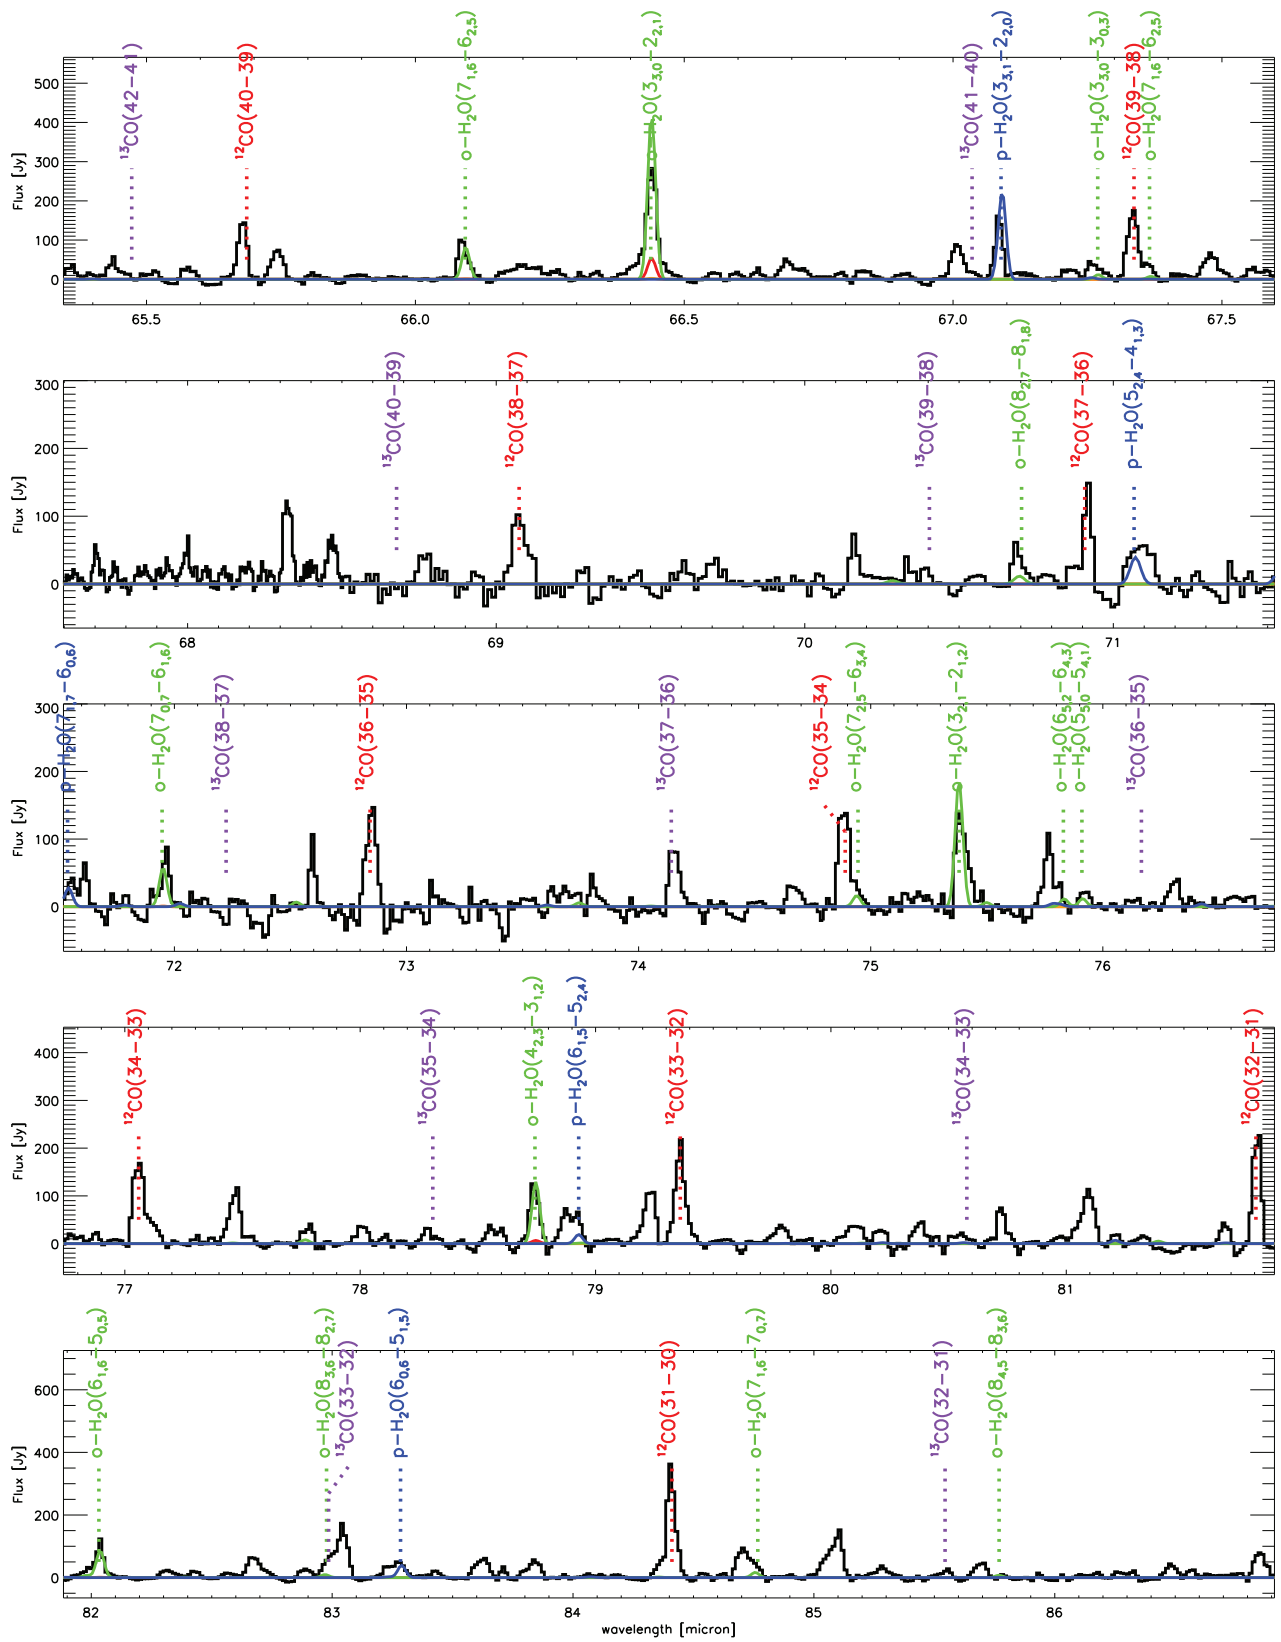 ¹³CO(42−41)
¹²CO(40−39)
o−H₂O(7₁,₆−6₂,₅)
o−H₂O(3₃,₀−2₂,₁)
¹³CO(41−40)
p−H₂O(3₃,₁−2₂,₀)
o−H₂O(3₃,₀−3₀,₃)
¹²CO(39−38)
o−H₂O(7₁,₆−6₂,₅)
Flux [Jy]
500
400
300
200
100
0
65.5 66.0 66.5 67.0 67.5
¹³CO(40−39)
¹²CO(38−37)
¹³CO(39−38)
o−H₂O(8₂,₇−8₁,₈)
¹²CO(37−36)
p−H₂O(5₂,₄−4₁,₃)
Flux [Jy]
300
200
100
0
68 69 70 71
p−H₂O(7₁,₇−6₀,₆)
o−H₂O(7₀,₇−6₁,₆)
¹³CO(38−37)
¹²CO(36−35)
¹³CO(37−36)
¹²CO(35−34)
o−H₂O(7₂,₅−6₃,₄)
o−H₂O(3₂,₁−2₁,₂)
o−H₂O(6₅,₂−6₄,₃)
o−H₂O(5₅,₀−5₄,₁)
¹³CO(36−35)
Flux [Jy]
300
200
100
0
72 73 74 75 76
¹²CO(34−33)
¹³CO(35−34)
o−H₂O(4₂,₃−3₁,₂)
p−H₂O(6₁,₅−5₂,₄)
¹²CO(33−32)
¹³CO(34−33)
¹²CO(32−31)
Flux [Jy]
400
300
200
100
0
77 78 79 80 81
o−H₂O(6₁,₆−5₀,₅)
o−H₂O(8₃,₆−8₂,₇)
¹³CO(33−32)
p−H₂O(6₀,₆−5₁,₅)
¹²CO(31−30)
o−H₂O(7₁,₆−7₀,₇)
¹³CO(32−31)
o−H₂O(8₄,₅−8₃,₆)
Flux [Jy]
600
400
200
0
82 83 84 85 86
wavelength [micron]